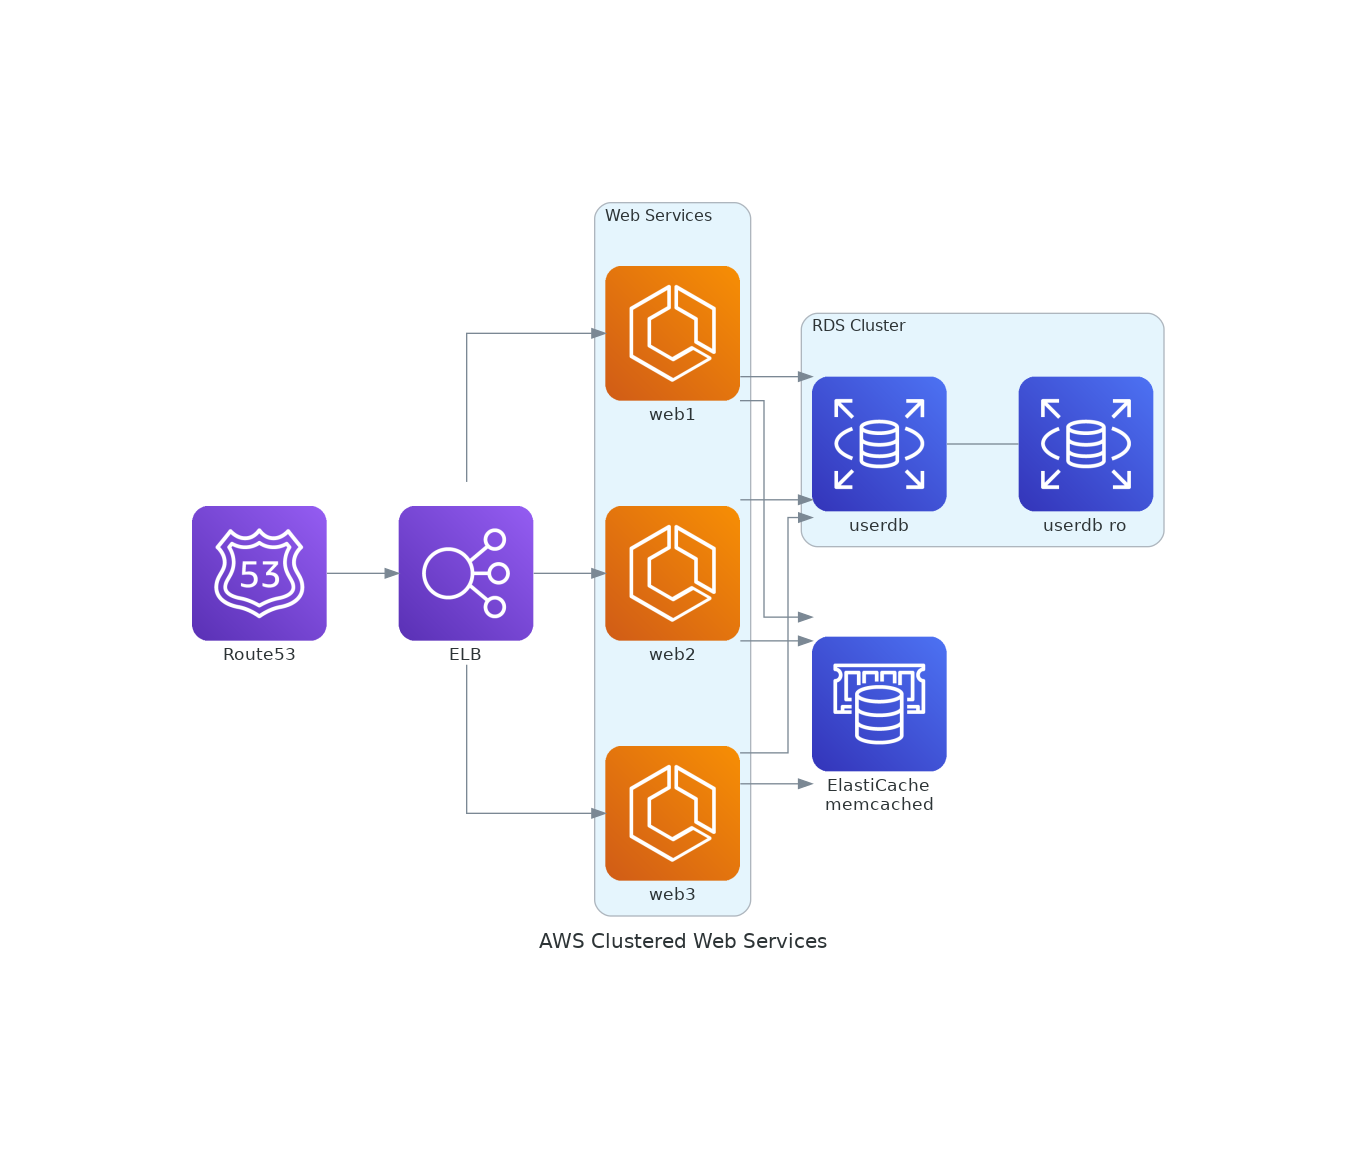 Web Services
web1
RDS Cluster
userdb
userdb ro
53
Route53
ELB
web2
ElastiCache
memcached
web3
AWS Clustered Web Services